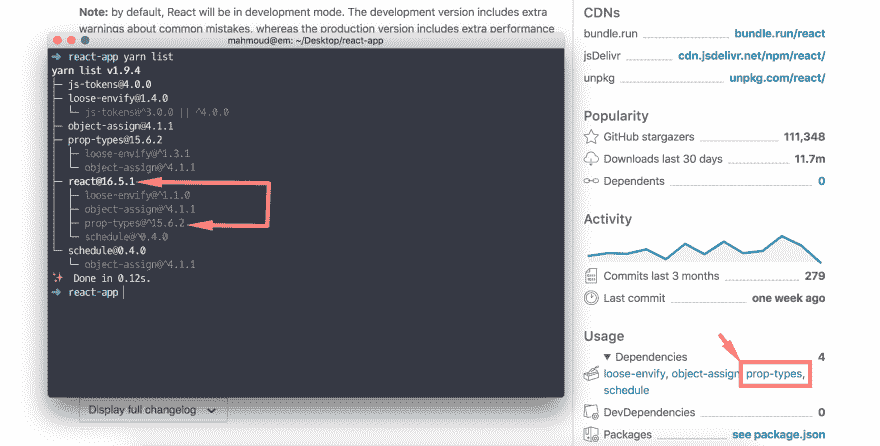 Note: by default, React will be in development mode. The development version includes extra
warnings about common mistakes, whereas the production version includes extra performance
mahmoud@em: ~/Desktop/react-app
➜ react-app yarn list
yarn list v1.9.4
├─ js-tokens@4.0.0
├─ loose-envify@1.4.0
│  └─ js-tokens@^3.0.0 || ^4.0.0
├─ object-assign@4.1.1
├─ prop-types@15.6.2
│  ├─ loose-envify@^1.3.1
│  └─ object-assign@^4.1.1
├─ react@16.5.1
│  ├─ loose-envify@^1.1.0
│  ├─ object-assign@^4.1.1
│  ├─ prop-types@^15.6.2
│  └─ schedule@^0.4.0
└─ schedule@0.4.0
   └─ object-assign@^4.1.1
✨ Done in 0.12s.
➜ react-app
Display full changelog
CDNs
bundle.run bundle.run/react
jsDelivr cdn.jsdelivr.net/npm/react/
unpkg unpkg.com/react/
Popularity
GitHub stargazers 111,348
Downloads last 30 days 11.7m
Dependents 0
Activity
Commits last 3 months 279
Last commit one week ago
Usage
▼ Dependencies 4
loose-envify, object-assign, prop-types,
schedule
DevDependencies 0
Packages see package.json